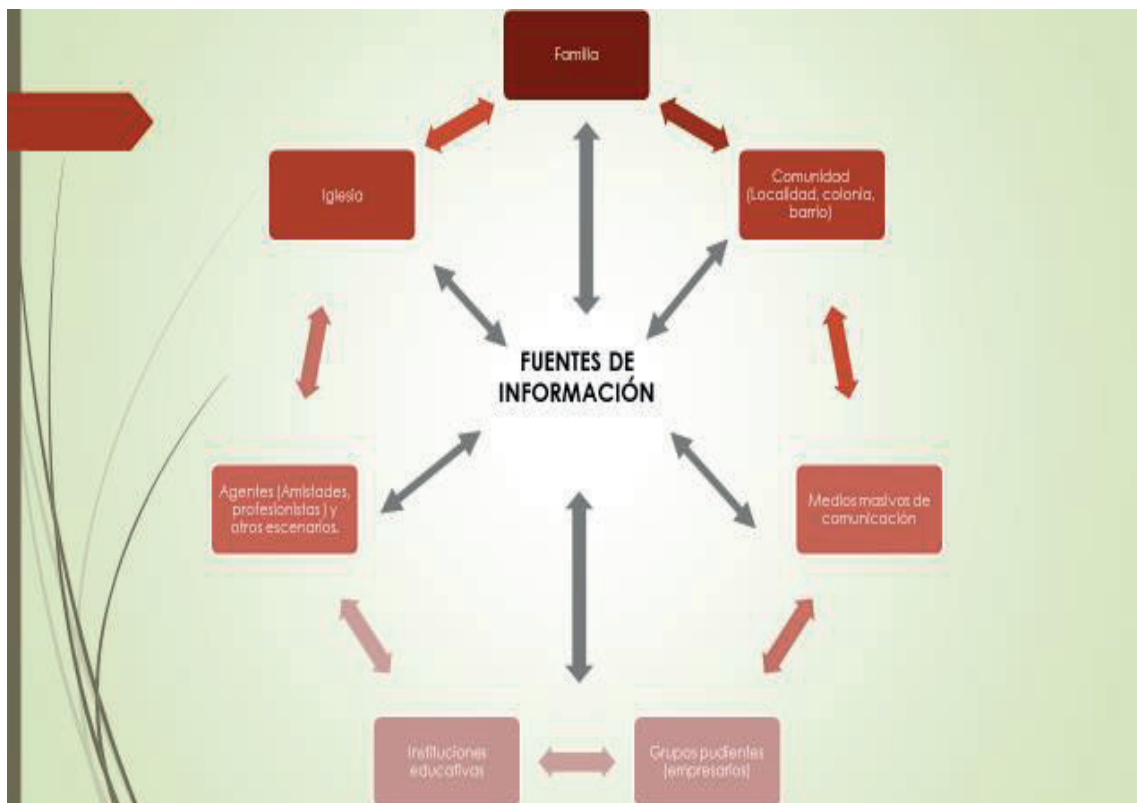 Familia
Iglesia
Comunidad
(Localidad, colonia,
barrio)
FUENTES DE
INFORMACIÓN
Agentes (Amistades,
profesionistas ) y
otros escenarios.
Medios masivos de
comunicación
Instituciones
educativas
Grupos pudientes
(empresarios)